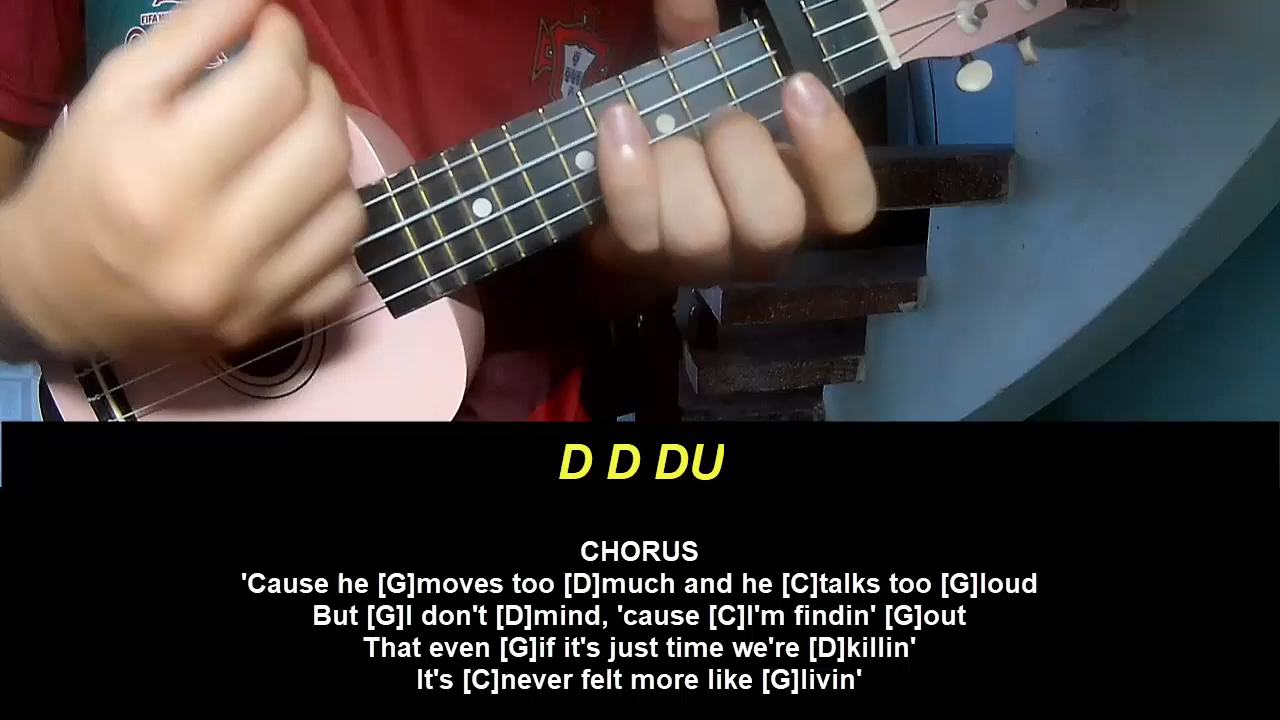 FIFA
D D DU
CHORUS
'Cause he [G]moves too [D]much and he [C]talks too [G]loud
But [G]I don't [D]mind, 'cause [C]I'm findin' [G]out
That even [G]if it's just time we're [D]killin'
It's [C]never felt more like [G]livin'